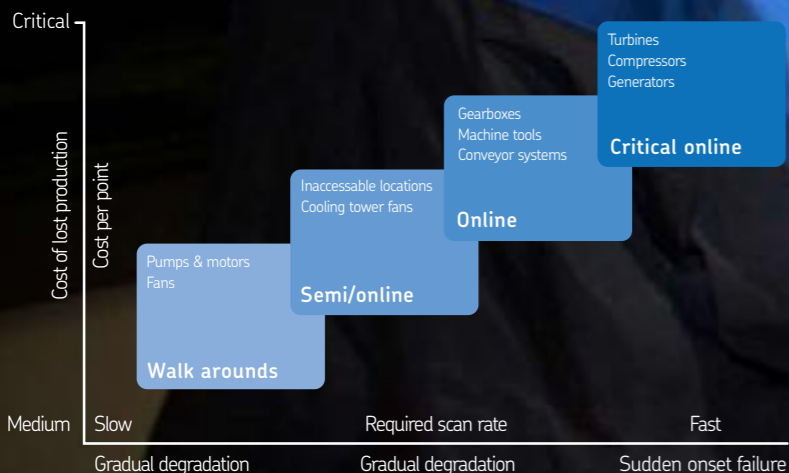 Critical
Cost of lost production
Cost per point
Turbines
Compressors
Generators
Critical online
Gearboxes
Machine tools
Conveyor systems
Online
Inaccessable locations
Cooling tower fans
Semi/online
Pumps & motors
Fans
Walk arounds
Medium
Slow
Required scan rate
Fast
Gradual degradation
Gradual degradation
Sudden onset failure